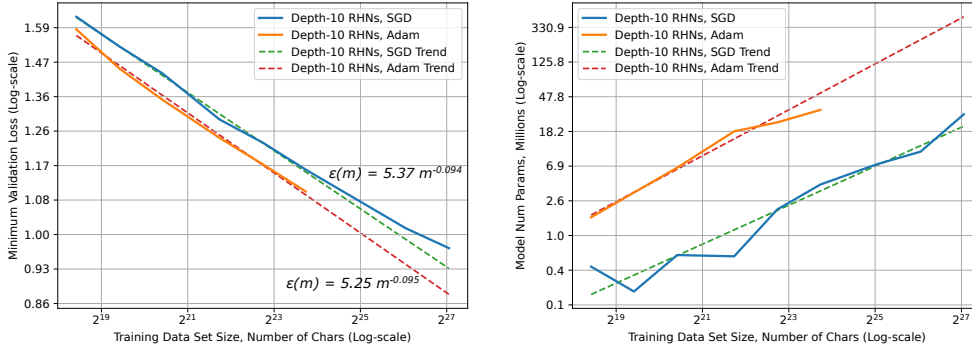 Minimum Validation Loss (Log-scale)
1.59
1.47
1.36
1.26
1.17
1.08
1.00
0.93
0.86
Depth-10 RHNs, SGD
Depth-10 RHNs, Adam
Depth-10 RHNs, SGD Trend
Depth-10 RHNs, Adam Trend
ε(m) = 5.37 m^-0.094
ε(m) = 5.25 m^-0.095
2^19
2^21
2^23
2^25
2^27
Training Data Set Size, Number of Chars (Log-scale)
Model Num Params, Millions (Log-scale)
330.9
125.8
47.8
18.2
6.9
2.6
1.0
0.4
0.1
Depth-10 RHNs, SGD
Depth-10 RHNs, Adam
Depth-10 RHNs, SGD Trend
Depth-10 RHNs, Adam Trend
2^19
2^21
2^23
2^25
2^27
Training Data Set Size, Number of Chars (Log-scale)